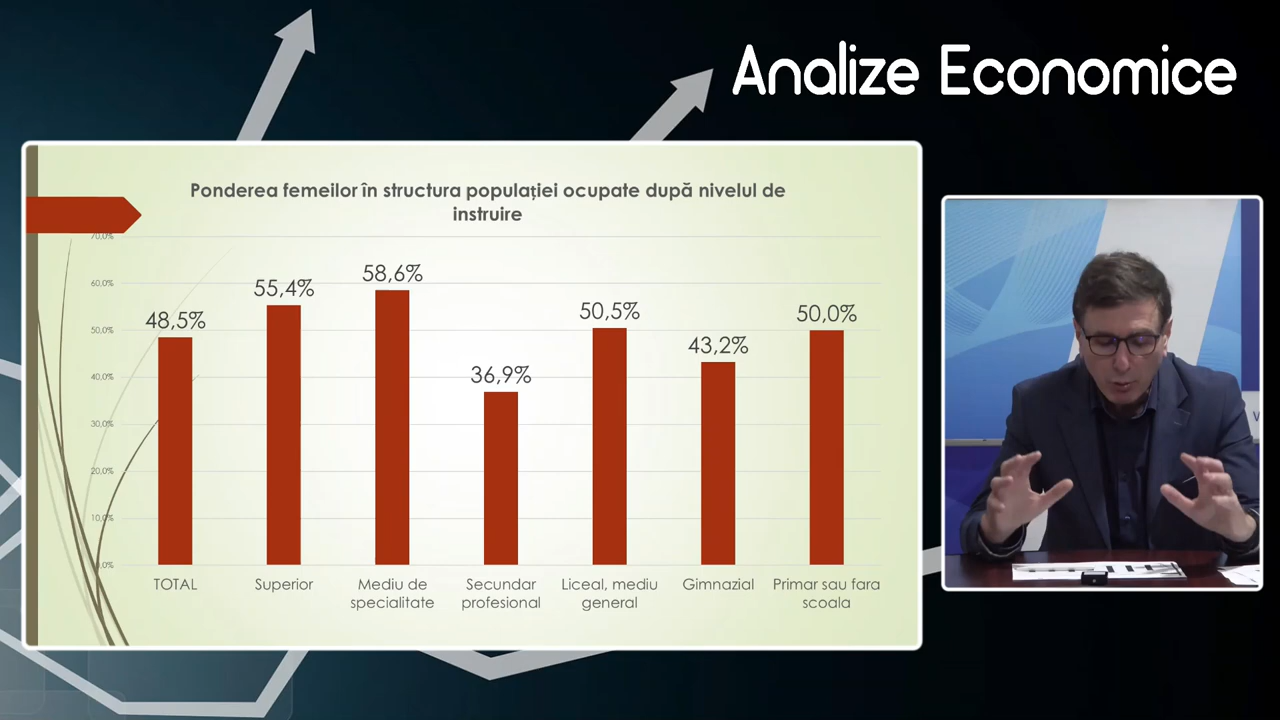 Analize Economice
Ponderea femeilor în structura populației ocupate după nivelul de
instruire
70,0%
60,0%
50,0%
40,0%
30,0%
20,0%
10,0%
0,0%
48,5%
55,4%
58,6%
36,9%
50,5%
43,2%
50,0%
TOTAL
Superior
Mediu de
specialitate
Secundar
profesional
Liceal, mediu
general
Gimnazial
Primar sau fara
scoala